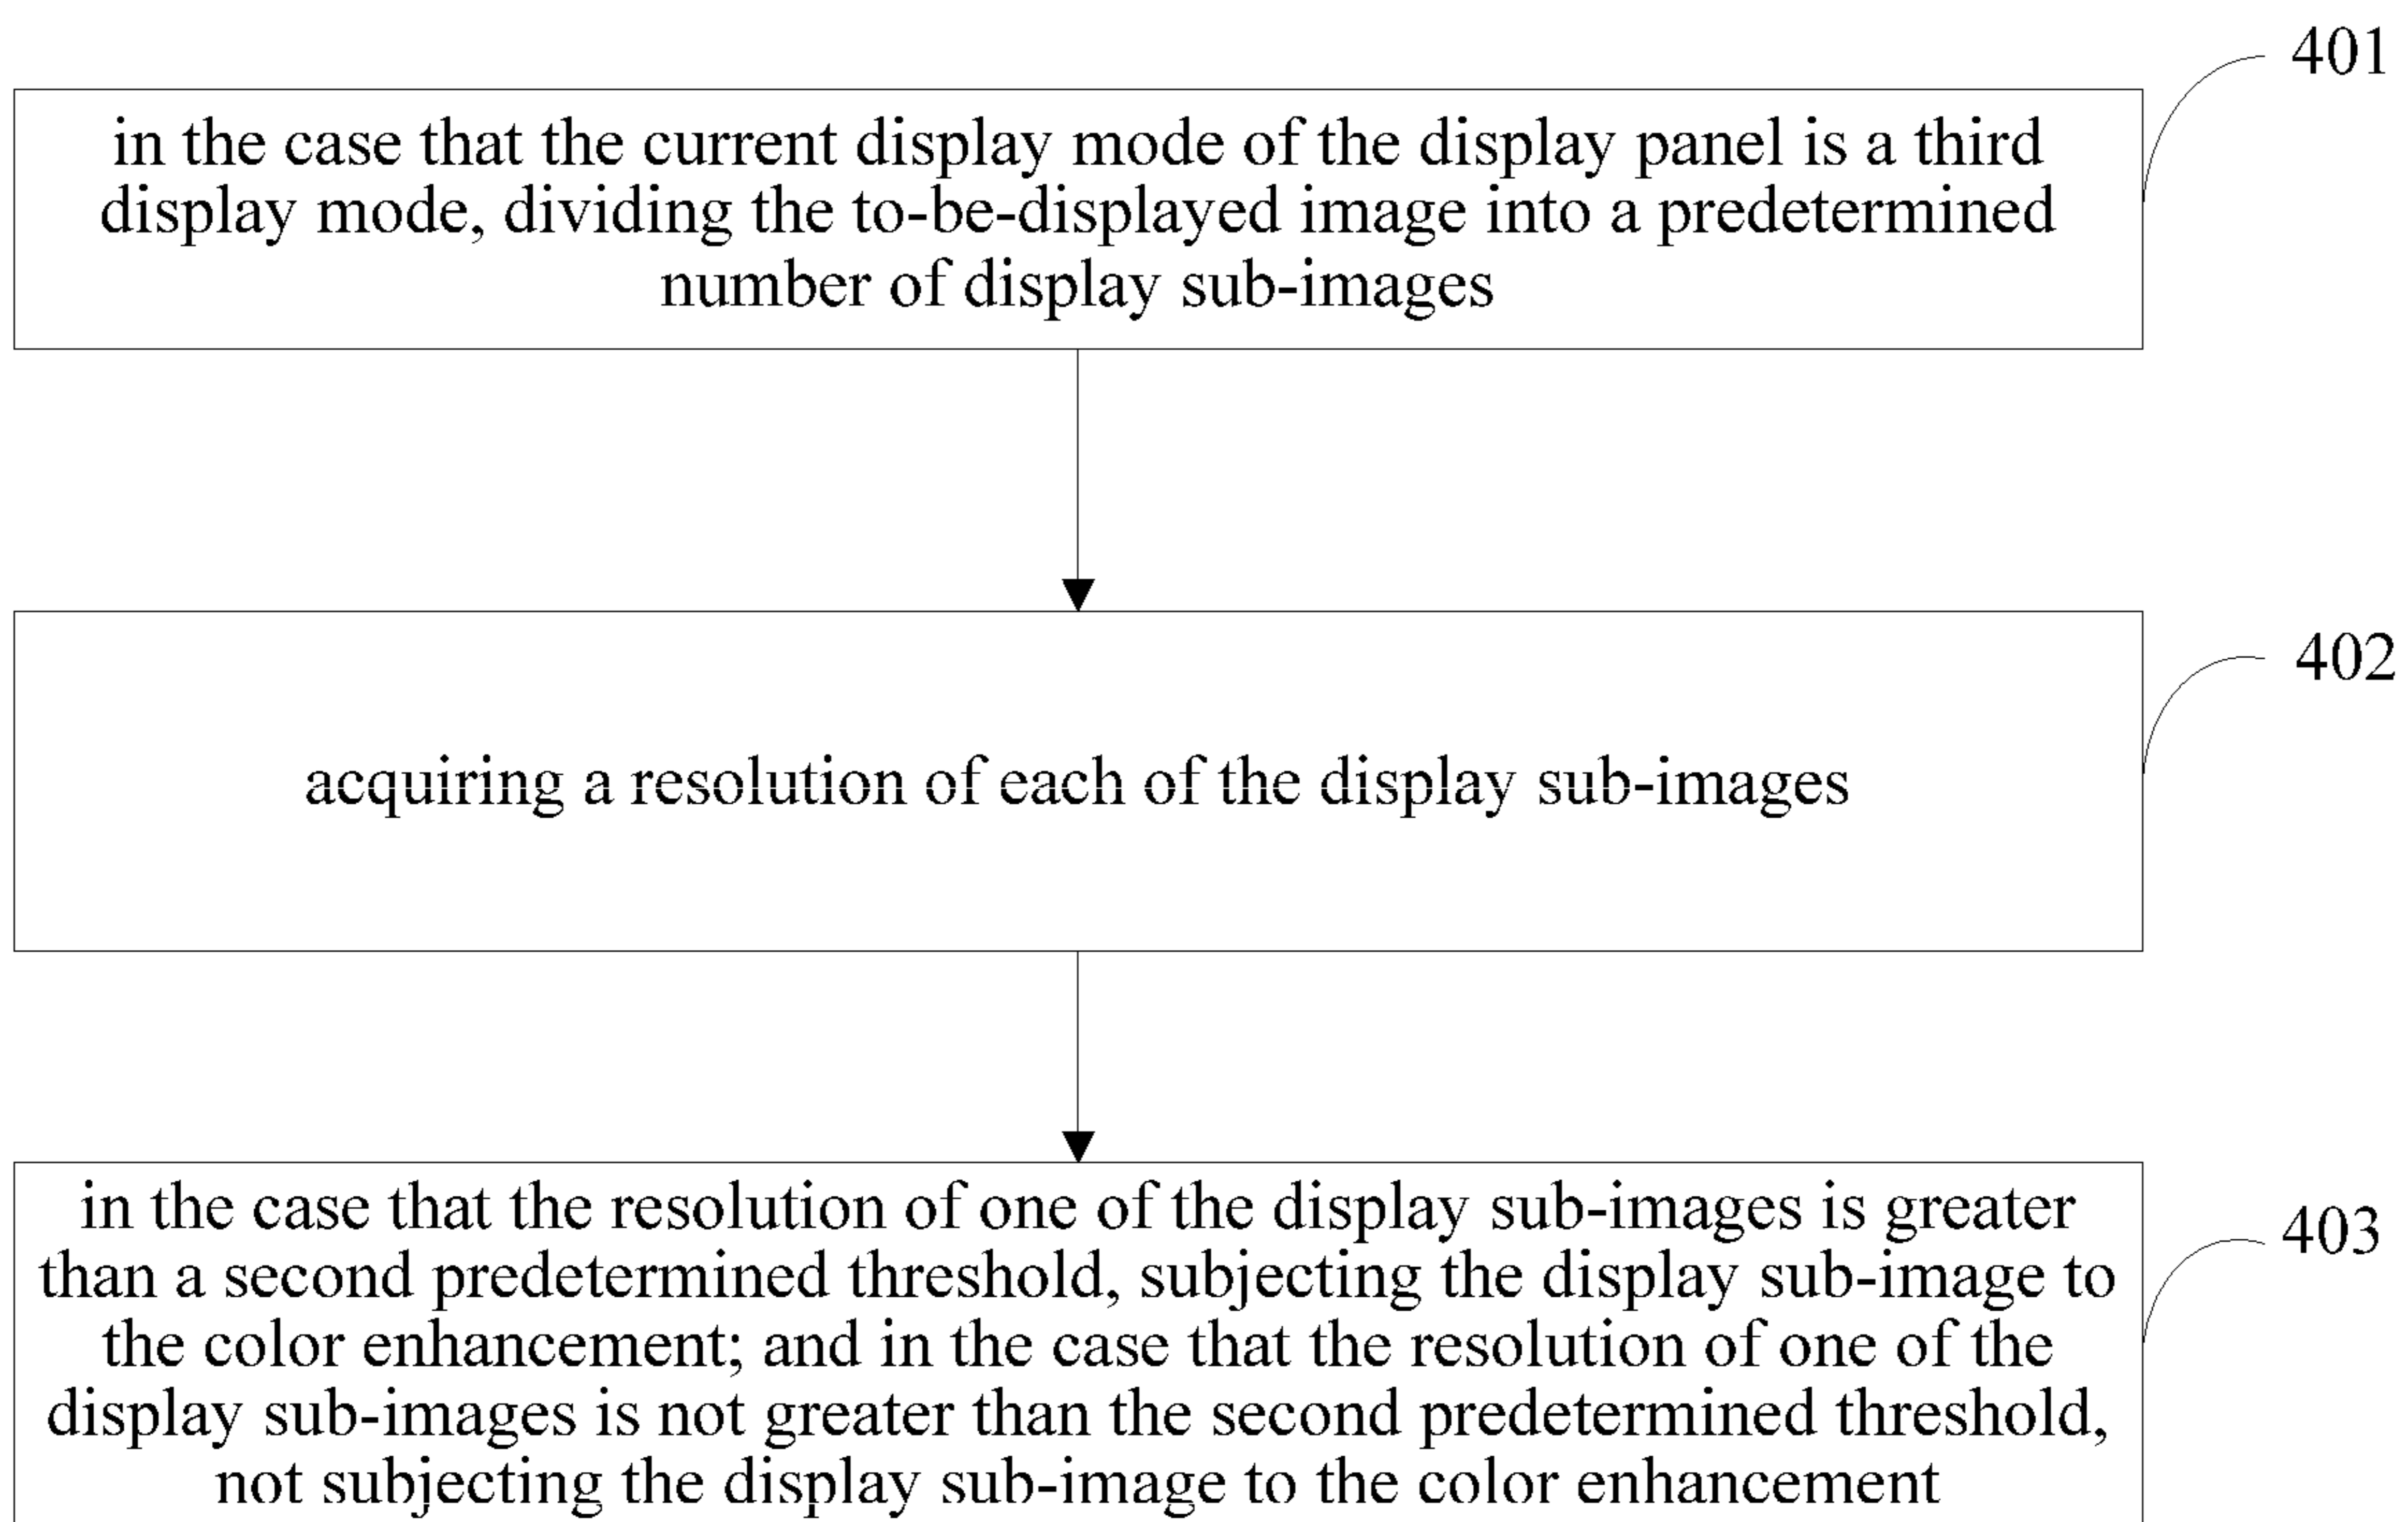 401
in the case that the current display mode of the display panel is a third
display mode, dividing the to-be-displayed image into a predetermined
number of display sub-images
402
acquiring a resolution of each of the display sub-images
403
in the case that the resolution of one of the display sub-images is greater
than a second predetermined threshold, subjecting the display sub-image to
the color enhancement; and in the case that the resolution of one of the
display sub-images is not greater than the second predetermined threshold,
not subjecting the display sub-image to the color enhancement